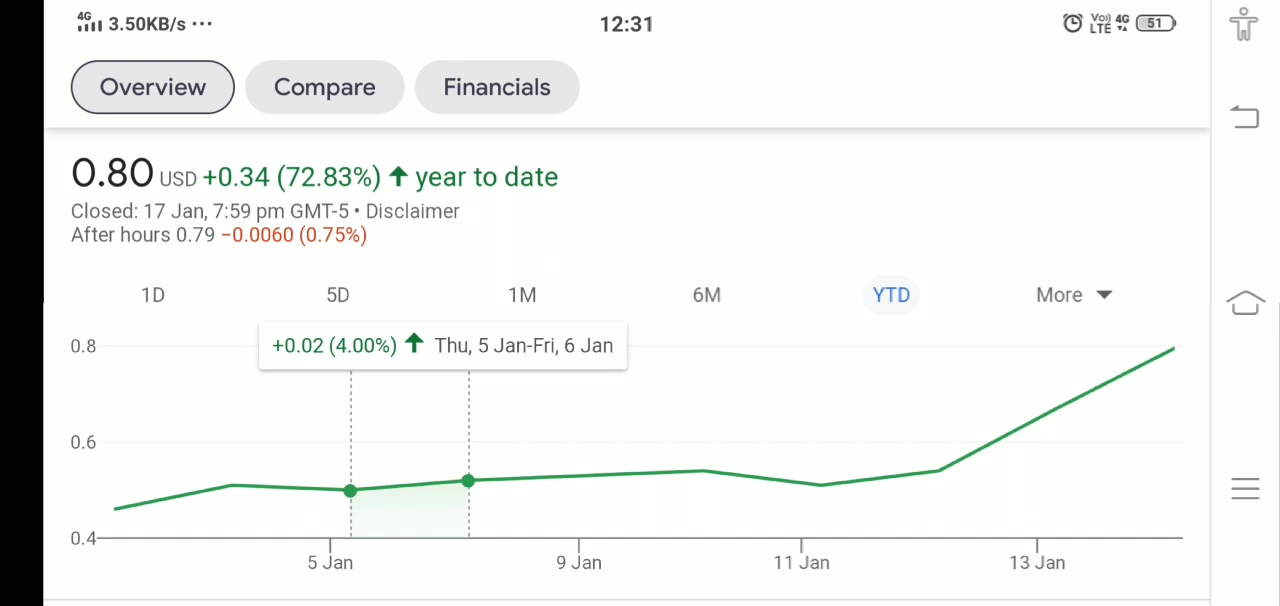 4G 3.50KB/s ··· 12:31 Voı) LTE 4G 51
Overview Compare Financials
0.80 USD +0.34 (72.83%) ↑ year to date
Closed: 17 Jan, 7:59 pm GMT-5 • Disclaimer
After hours 0.79 −0.0060 (0.75%)
1D 5D 1M 6M YTD More
+0.02 (4.00%) ↑ Thu, 5 Jan-Fri, 6 Jan
0.8
0.6
0.4
5 Jan 9 Jan 11 Jan 13 Jan